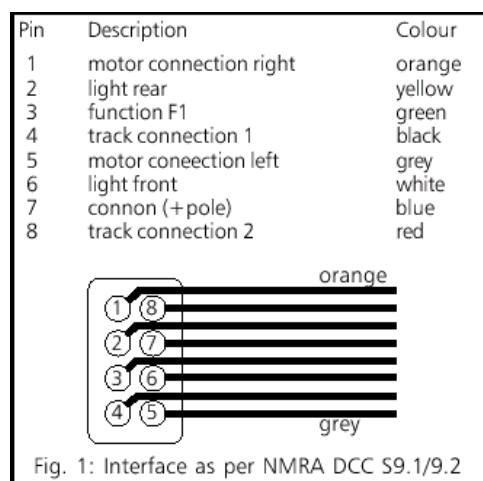 Pin Description Colour
1 motor connection right orange
2 light rear yellow
3 function F1 green
4 track connection 1 black
5 motor coneection left grey
6 light front white
7 connon (+pole) blue
8 track connection 2 red
orange
1 8
2 7
3 6
4 5
grey
Fig. 1: Interface as per NMRA DCC S9.1/9.2